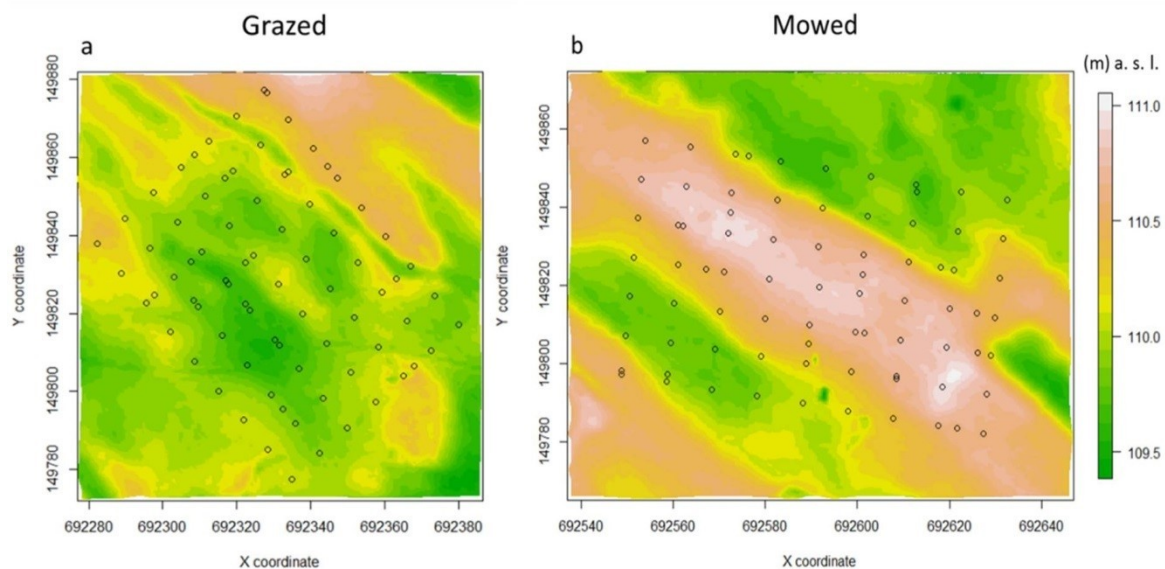 Grazed
Mowed
a
b
(m) a. s. l.
149880
149860
149840
149820
149800
149780
Y coordinate
692280 692300 692320 692340 692360 692380
X coordinate
149860
149840
149820
149800
149780
Y coordinate
692540 692560 692580 692600 692620 692640
X coordinate
111.0
110.5
110.0
109.5